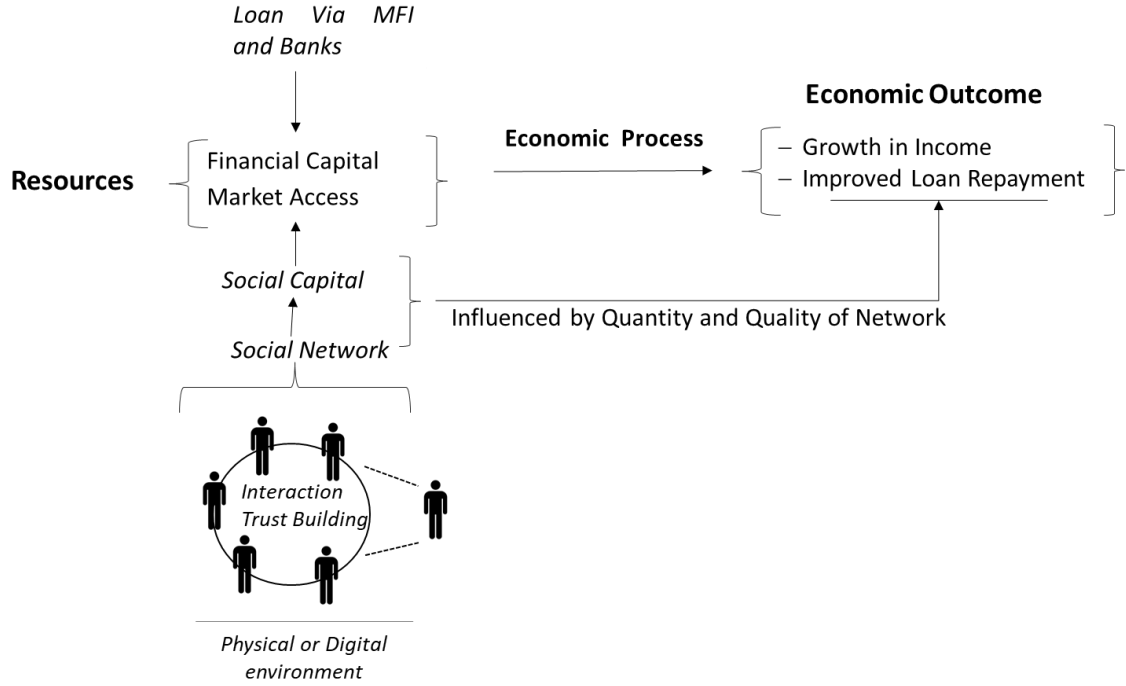 Loan Via MFI
and Banks
Economic Outcome
Resources
Financial Capital
Market Access
Economic Process
– Growth in Income
– Improved Loan Repayment
Social Capital
Influenced by Quantity and Quality of Network
Social Network
Interaction
Trust Building
Physical or Digital
environment